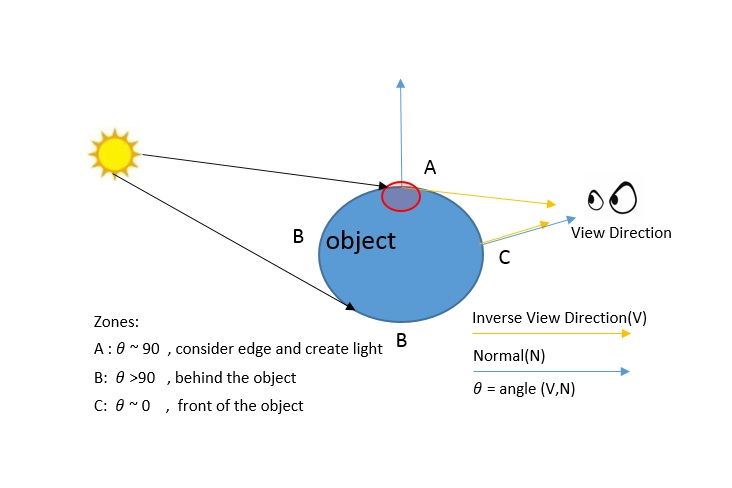 A
View Direction
B
object
C
B
Zones:
A : θ ~ 90 , consider edge and create light
B: θ >90 , behind the object
C: θ ~ 0 , front of the object
Inverse View Direction(V)
Normal(N)
θ = angle (V,N)